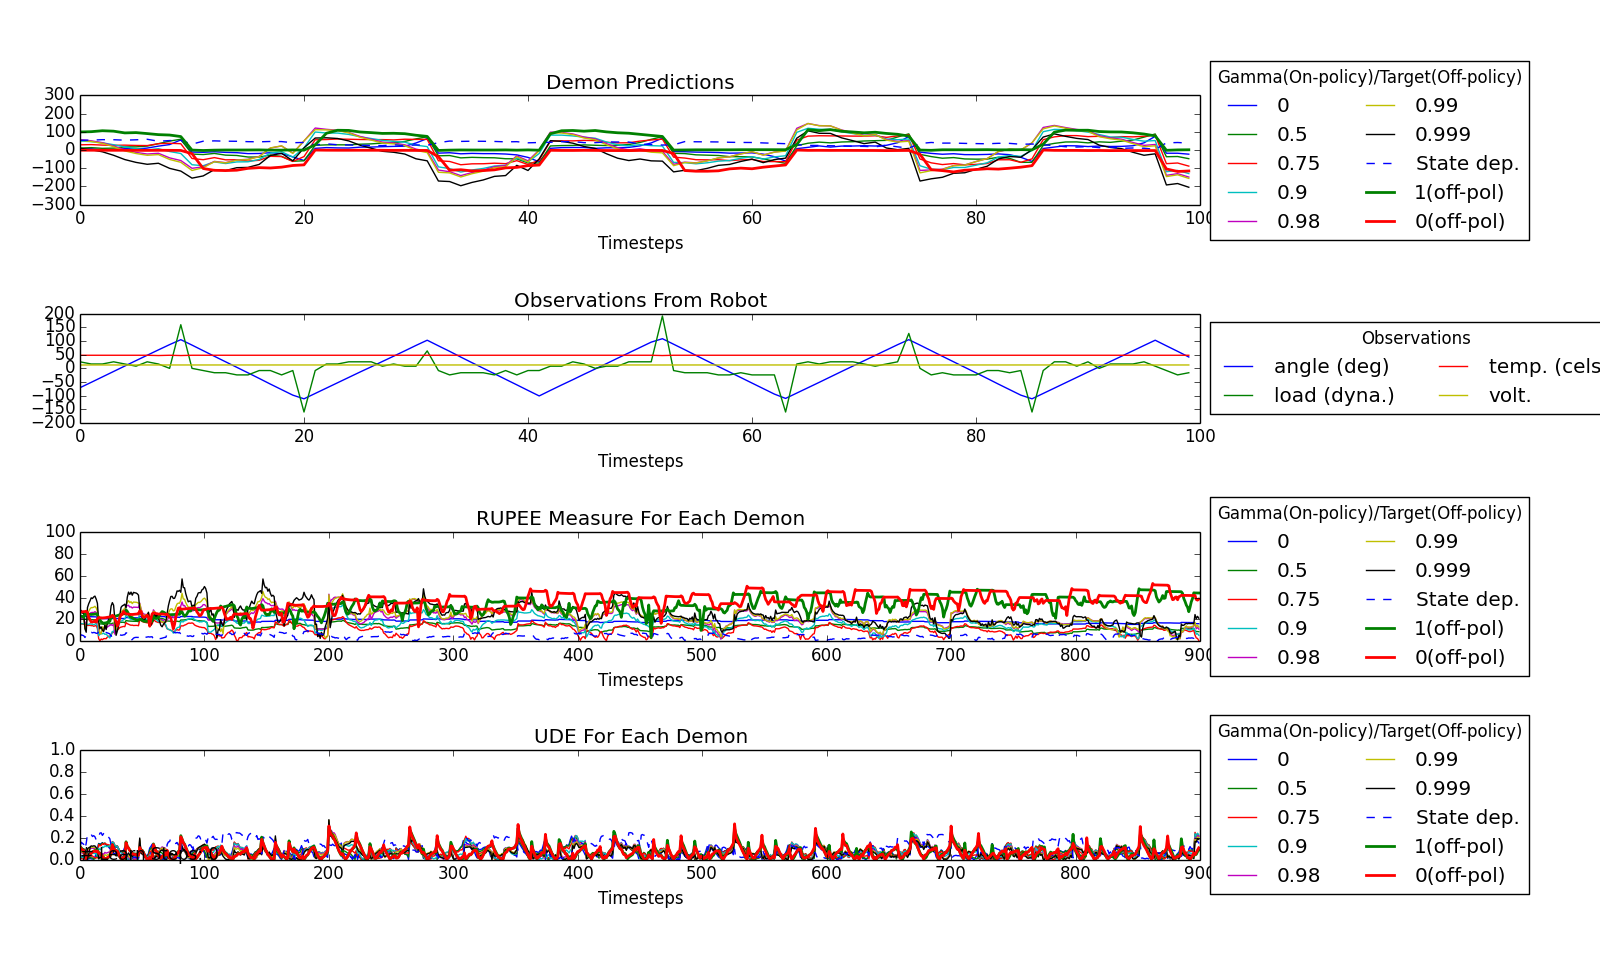 Demon Predictions
300
200
100
0
−100
−200
−300
0 20 40 60 80 100
Timesteps
Gamma(On-policy)/Target(Off-policy)
0 0.99
0.5 0.999
0.75 State dep.
0.9 1(off-pol)
0.98 0(off-pol)
Observations From Robot
200
150
100
50
0
−50
−100
−150
−200
0 20 40 60 80 100
Timesteps
Observations
angle (deg) temp. (cels
load (dyna.) volt.
RUPEE Measure For Each Demon
100
80
60
40
20
0
0 100 200 300 400 500 600 700 800 900
Timesteps
Gamma(On-policy)/Target(Off-policy)
0 0.99
0.5 0.999
0.75 State dep.
0.9 1(off-pol)
0.98 0(off-pol)
UDE For Each Demon
1.0
0.8
0.6
0.4
0.2
0.0
0 100 200 300 400 500 600 700 800 900
Timesteps
Gamma(On-policy)/Target(Off-policy)
0 0.99
0.5 0.999
0.75 State dep.
0.9 1(off-pol)
0.98 0(off-pol)